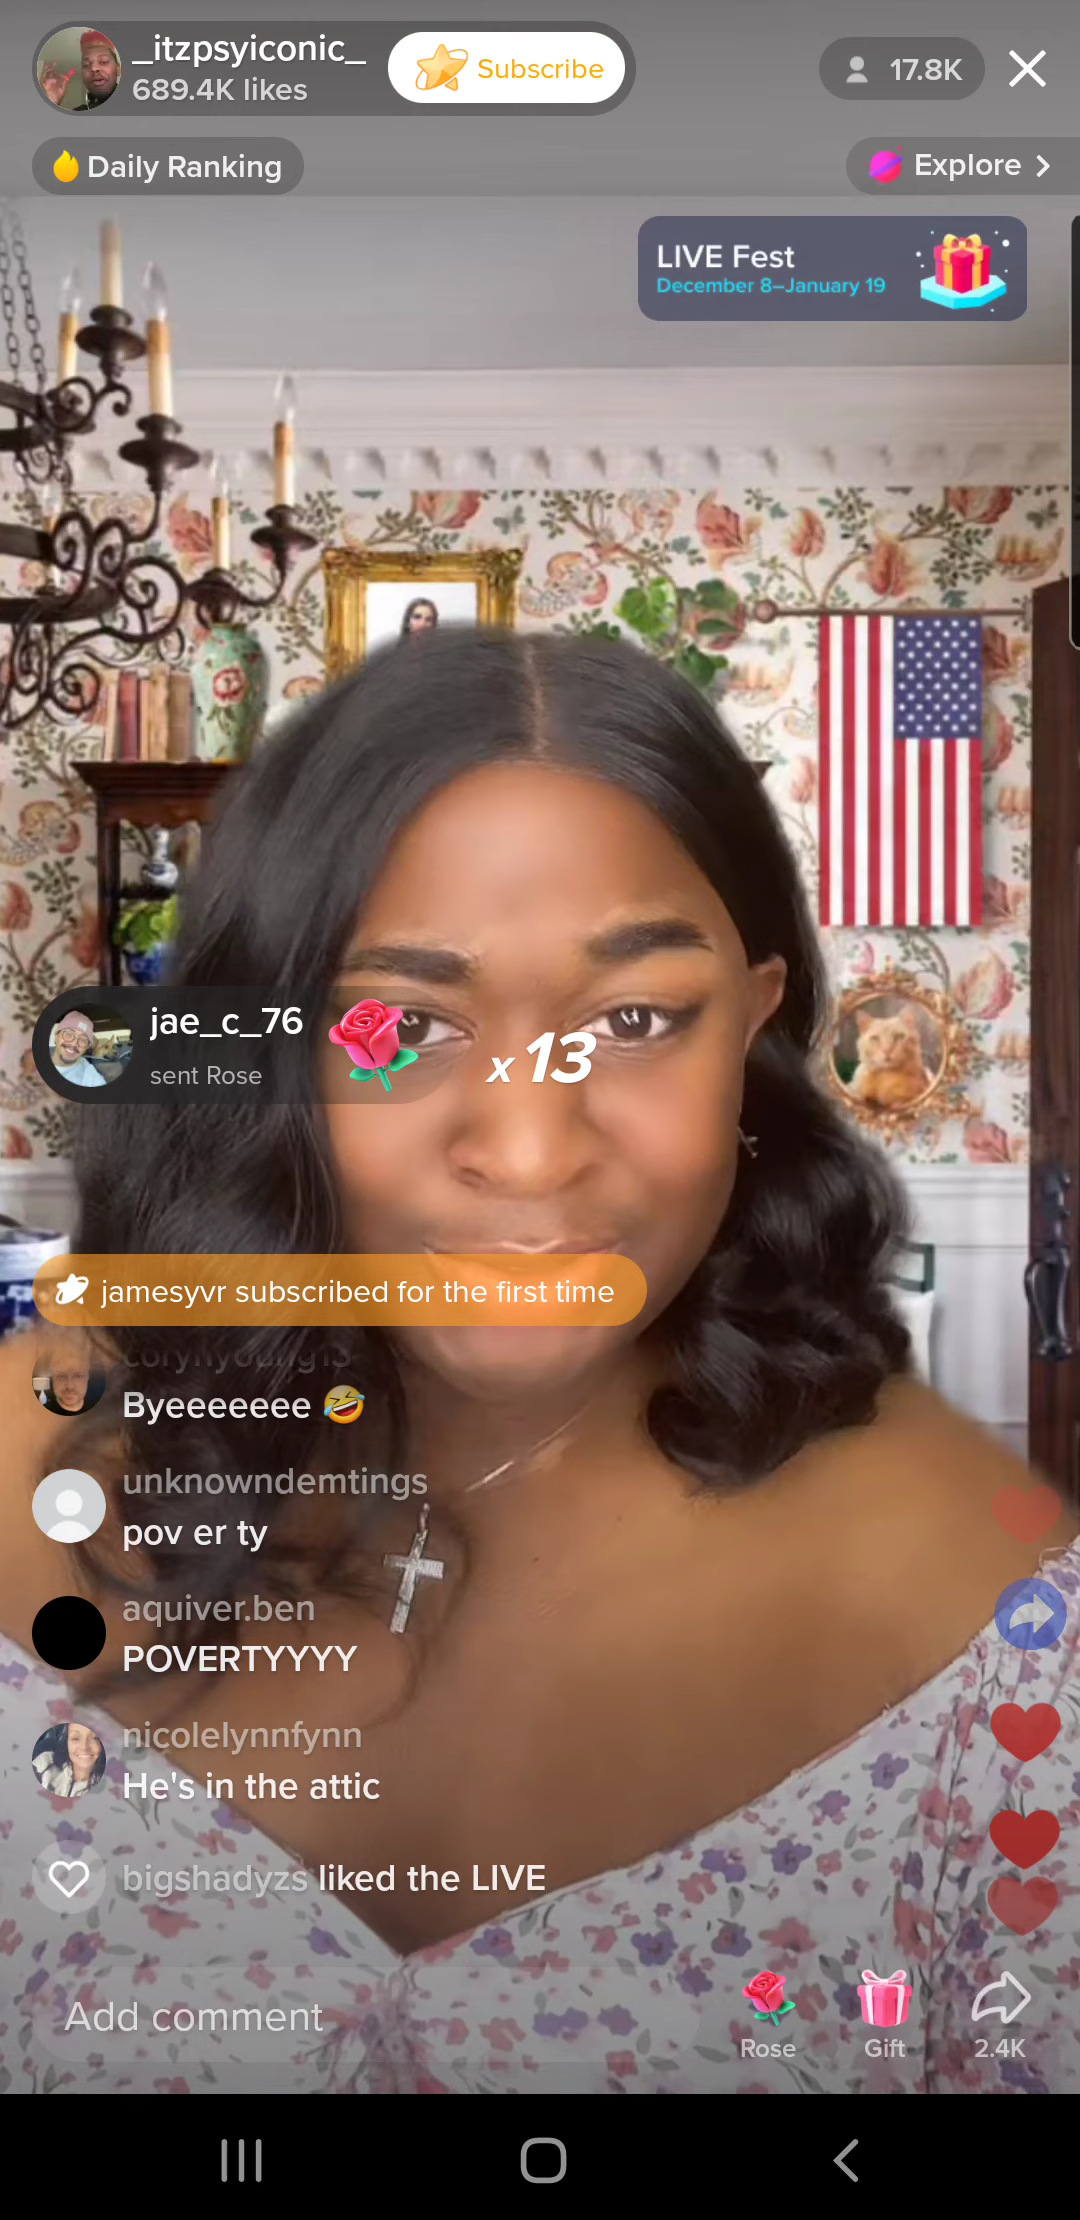 _itzpsyiconic_
689.4K likes
Subscribe
17.8K
Daily Ranking
Explore
LIVE Fest
December 8–January 19
jae_c_76
sent Rose
x 13
jamesyvr subscribed for the first time
corynyoung13
Byeeeeeee 🤣
unknowndemtings
pov er ty
aquiver.ben
POVERTYYYY
nicolelynnfynn
He's in the attic
bigshadyzs liked the LIVE
Add comment
Rose
Gift
2.4K